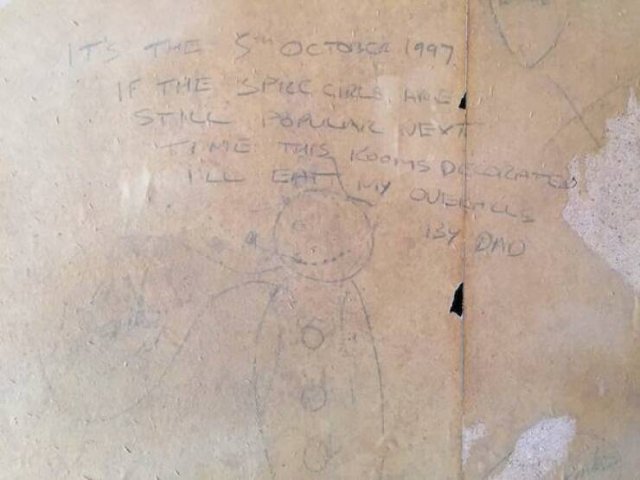 IT'S THE 5TH OCTOBER 1997
IF THE SPICE GIRLS ARE
STILL POPULAR NEXT
TIME THIS ROOMS DECORATED
I'LL EAT MY OVERALLS
BY DAD